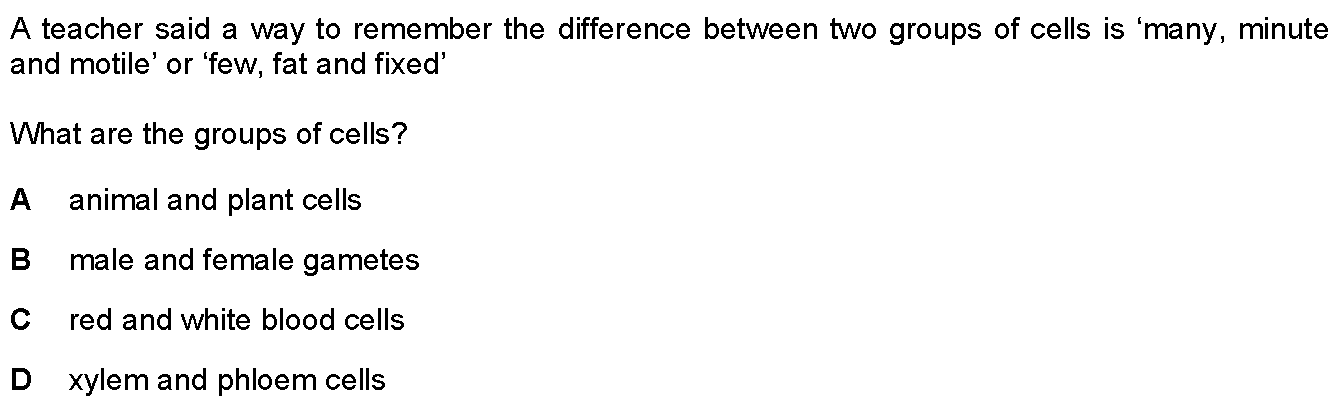 A teacher said a way to remember the difference between two groups of cells is ‘many, minute
and motile’ or ‘few, fat and fixed’
What are the groups of cells?
A animal and plant cells
B male and female gametes
C red and white blood cells
D xylem and phloem cells